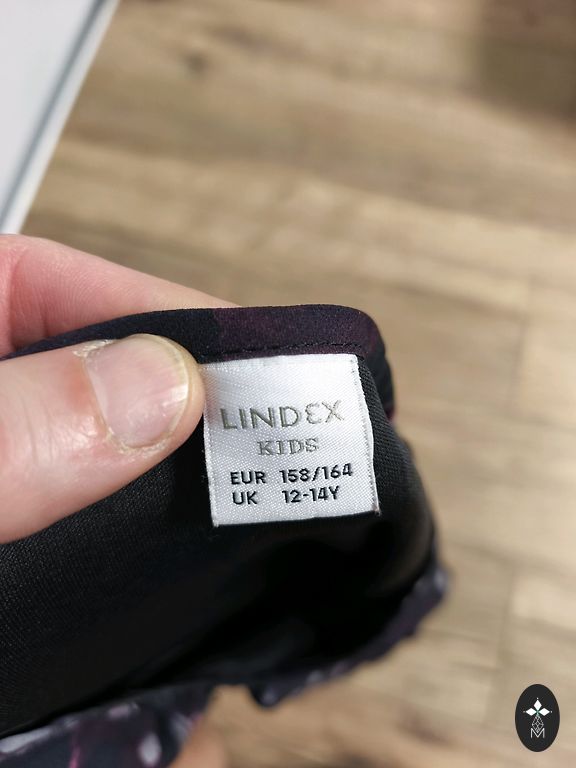 LINDEX
KIDS
EUR 158/164
UK 12-14Y
M